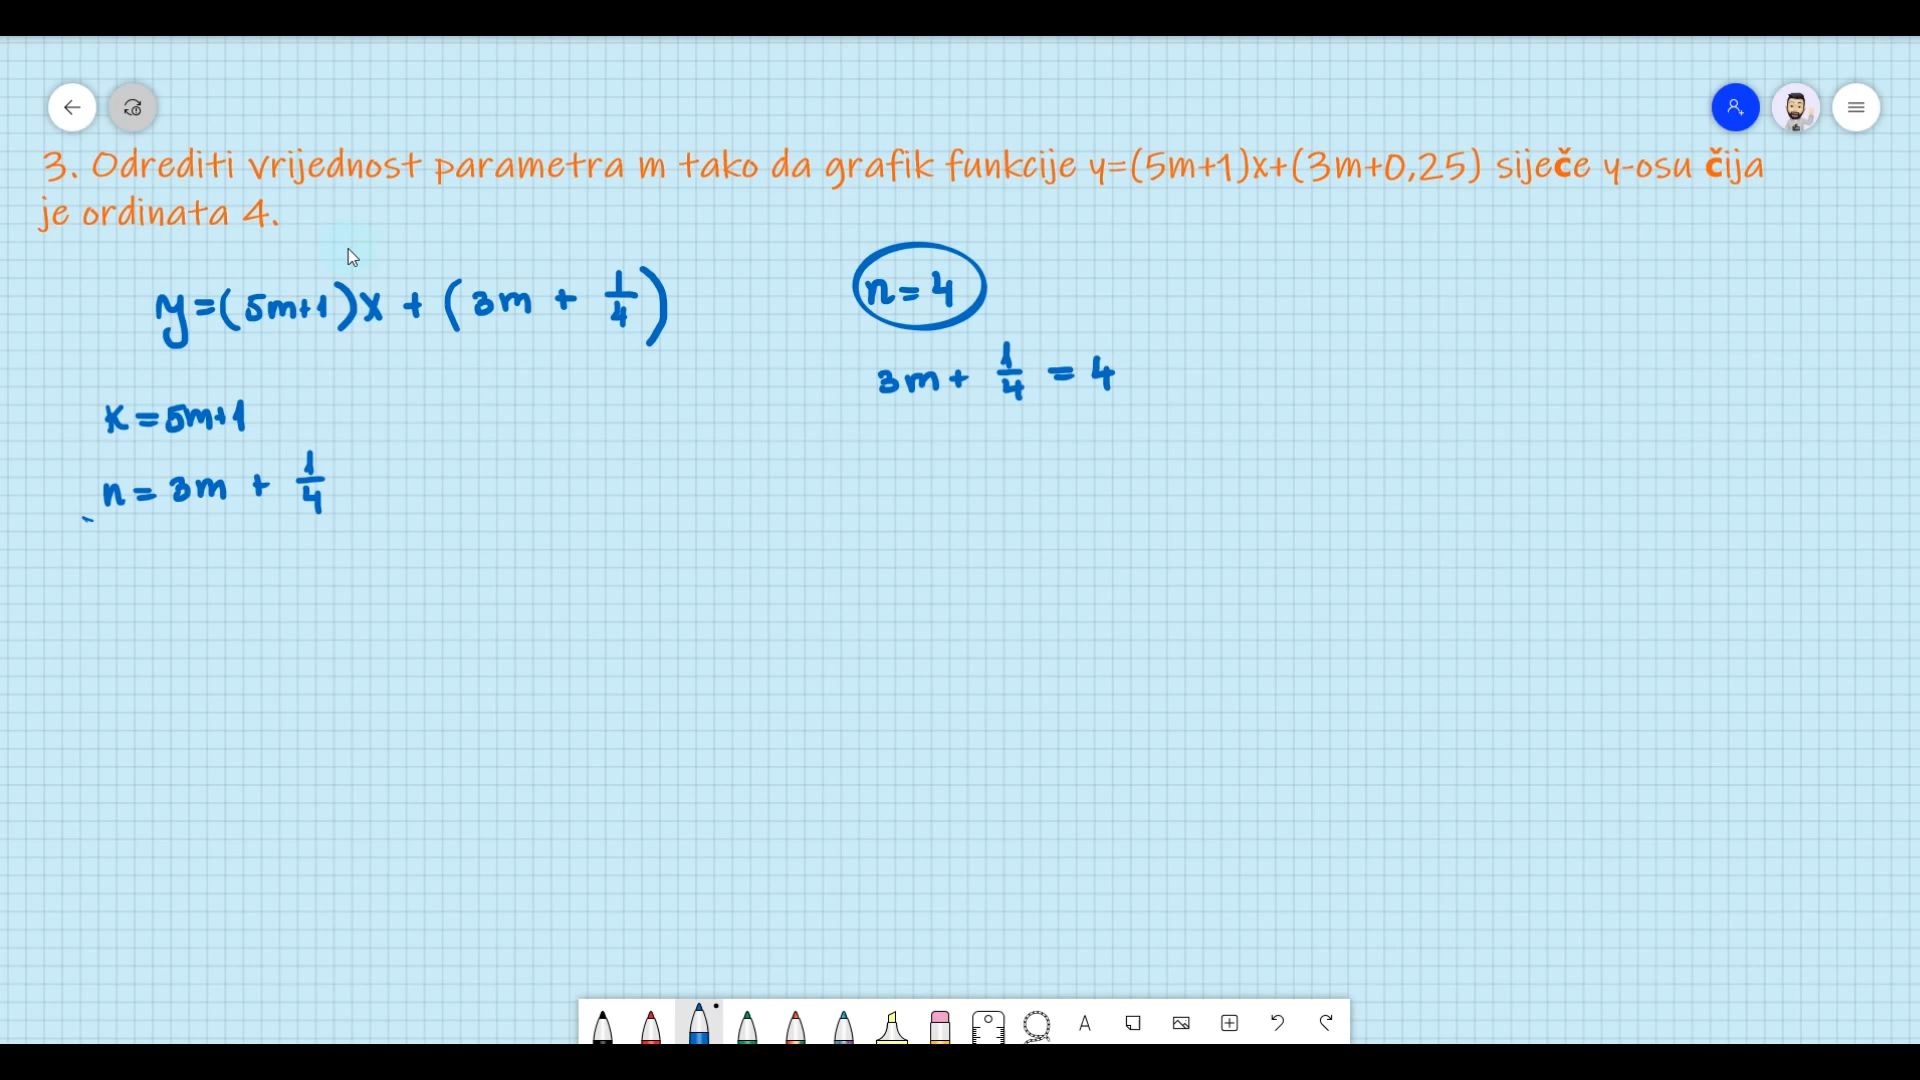 3. Odrediti vrijednost parametra m tako da grafik funkcije y=(5m+1)x+(3m+0,25) siječe y-osu čija
je ordinata 4.
y=(5m+1)x + (3m + 1/4)
k=5m+1
n=3m + 1/4
n=4
3m+ 1/4 = 4
A